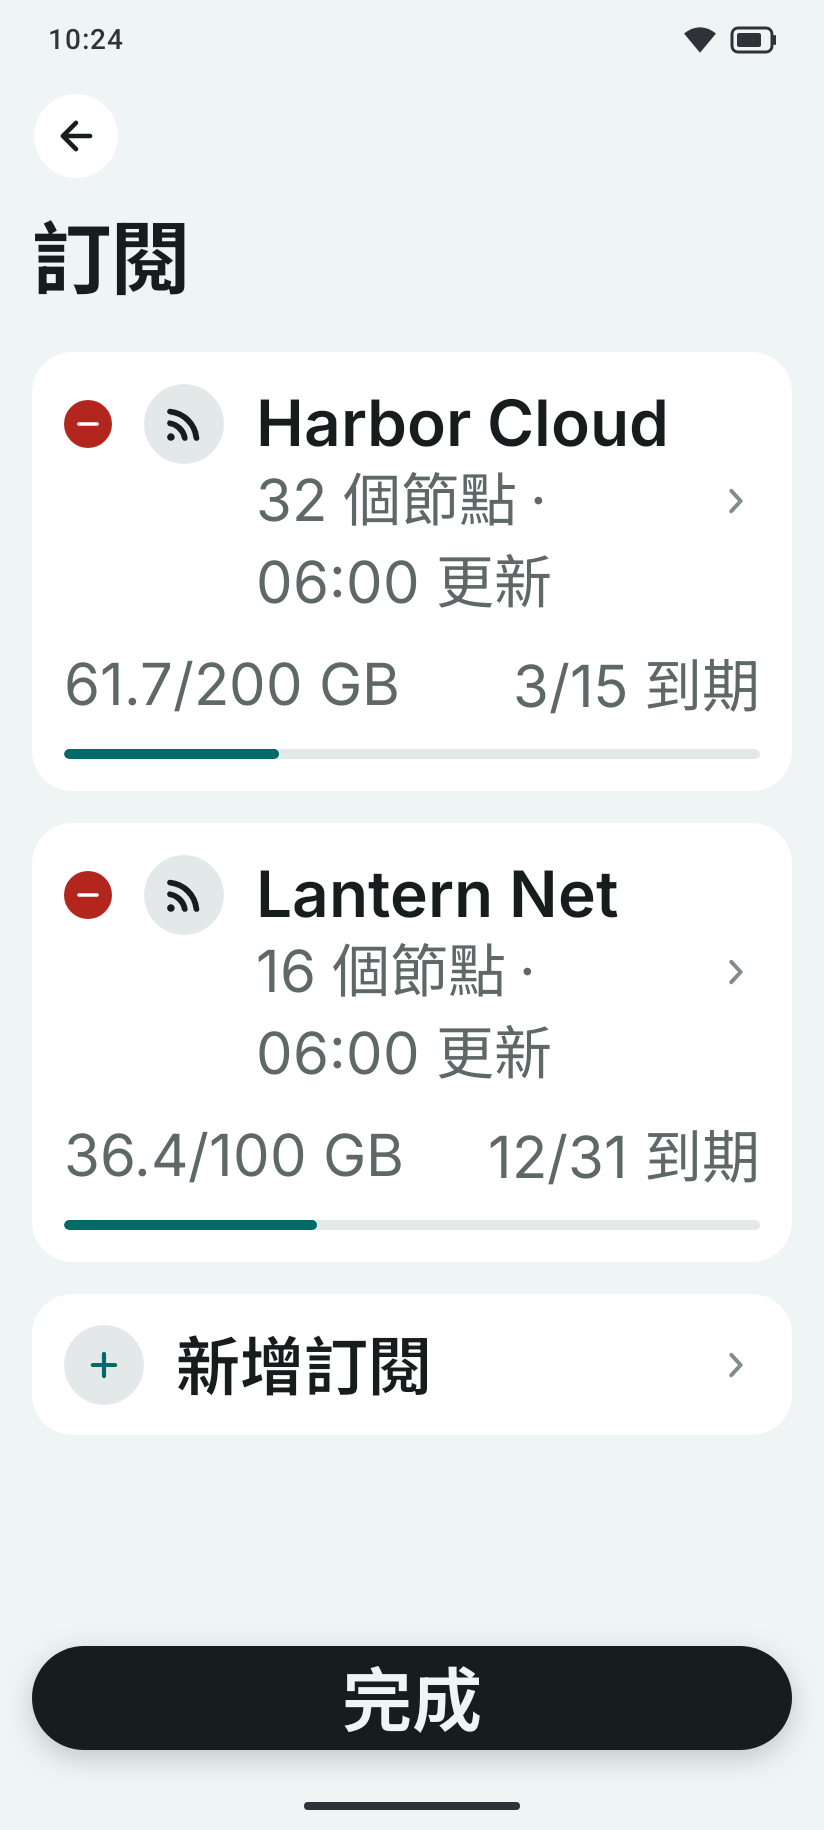 10:24
訂閱
Harbor Cloud
32 個節點 ·
06:00 更新
61.7/200 GB
3/15 到期
Lantern Net
16 個節點 ·
06:00 更新
36.4/100 GB
12/31 到期
新增訂閱
完成